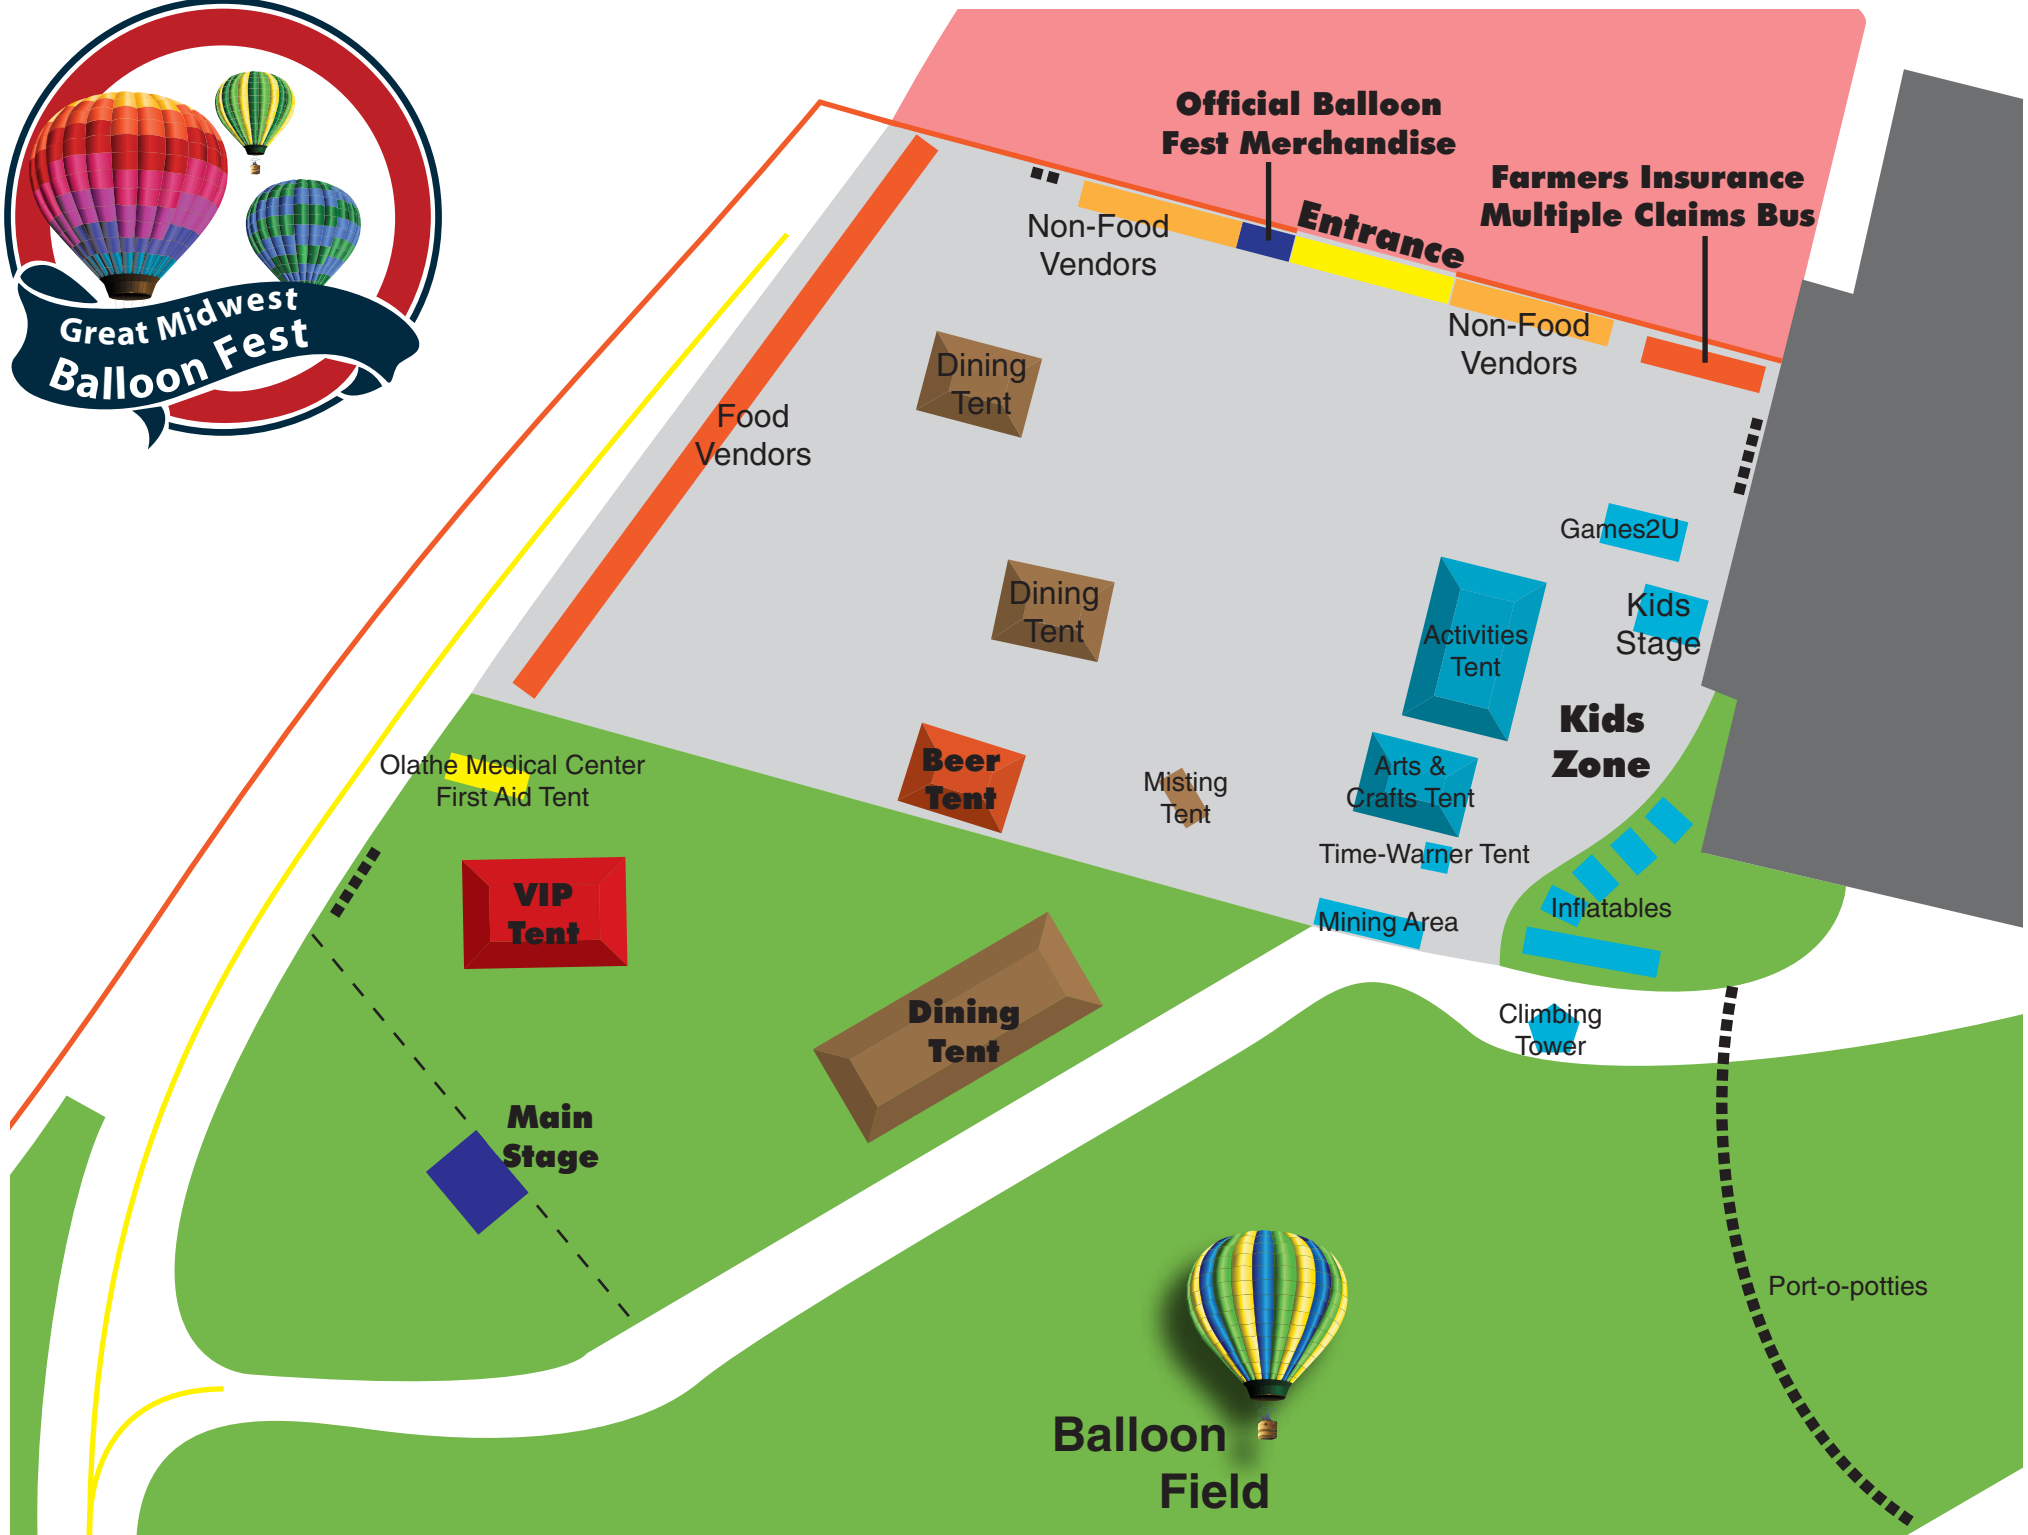 Great Midwest
Balloon Fest
Official Balloon
Fest Merchandise
Farmers Insurance
Multiple Claims Bus
Entrance
Non-Food
Vendors
Non-Food
Vendors
Dining
Tent
Food
Vendors
Games2U
Dining
Tent
Kids
Stage
Activities
Tent
Kids
Zone
Olathe Medical Center
First Aid Tent
Beer
Tent
Misting
Tent
Arts &
Crafts Tent
Time-Warner Tent
VIP
Tent
Mining Area
Inflatables
Dining
Tent
Climbing
Tower
Main
Stage
Port-o-potties
Balloon
Field